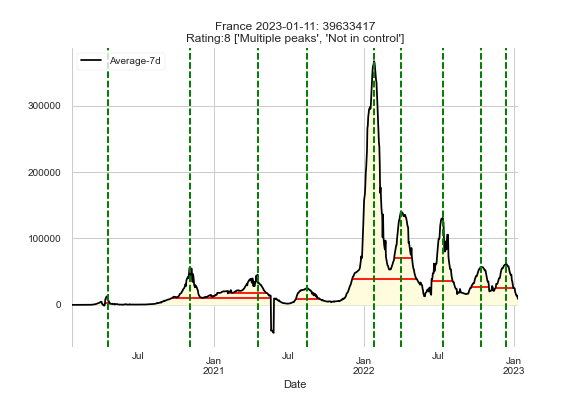 France 2023-01-11: 39633417
Rating:8 ['Multiple peaks', 'Not in control']
Average-7d
300000
200000
100000
0
Jul Jan Jul Jan Jul Jan
2021 2022 2023
Date